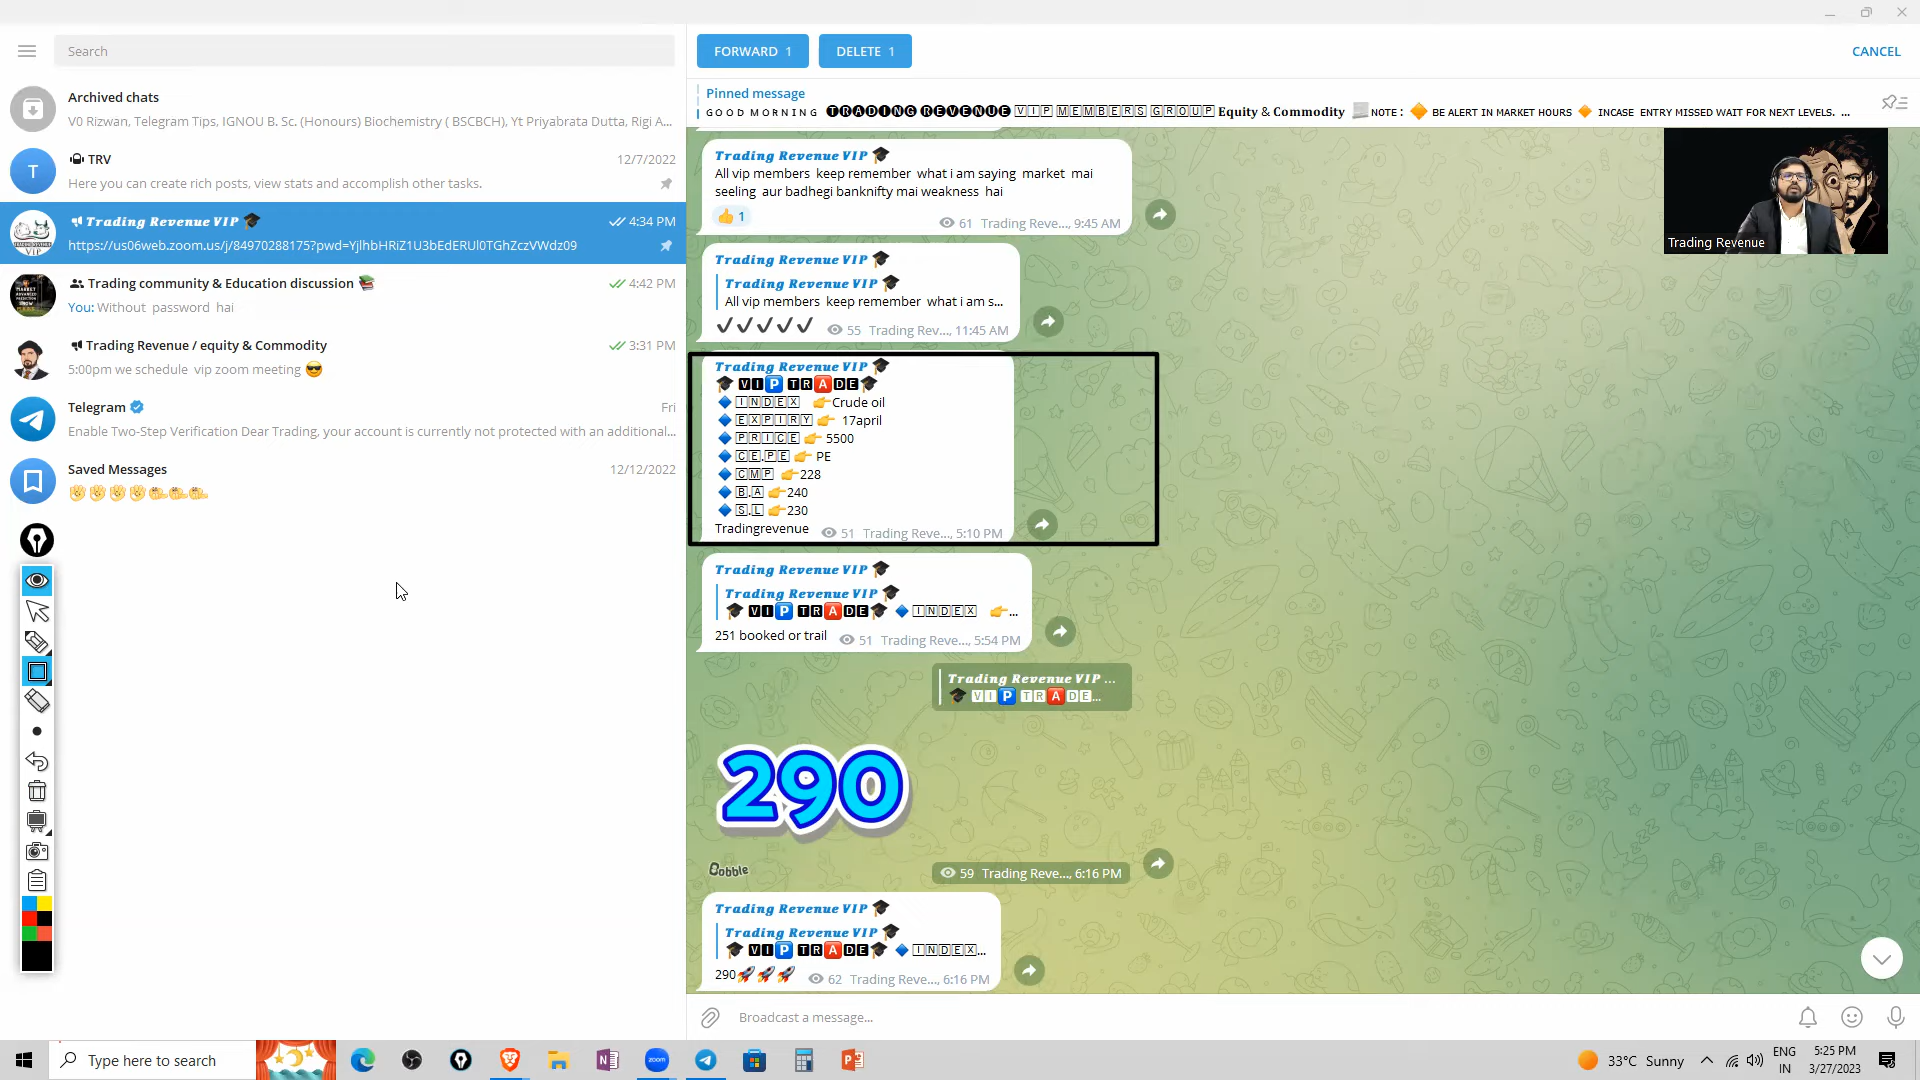 Search
FORWARD 1
DELETE 1
CANCEL
Archived chats
V0 Rizwan, Telegram Tips, IGNOU B. Sc. (Honours) Biochemistry ( BSCBCH), Yt Priyabrata Dutta, Rigi A...
T
TRV
12/7/2022
Here you can create rich posts, view stats and accomplish other tasks.
Trading Revenue VIP 🎓
4:34 PM
https://us06web.zoom.us/j/84970288175?pwd=YjlhbHRiZ1U3bEdERUl0TGhZczVWdz09
Trading community & Education discussion 📚
4:42 PM
You: Without password hai
Trading Revenue / equity & Commodity
3:31 PM
5:00pm we schedule vip zoom meeting 😎
Telegram
Fri
Enable Two-Step Verification Dear Trading, your account is currently not protected with an additional...
Saved Messages
12/12/2022
Pinned message
GOOD MORNING TRADING REVENUE VIP MEMBERS GROUP Equity & Commodity NOTE : 🔶 BE ALERT IN MARKET HOURS 🔸 INCASE ENTRY MISSED WAIT FOR NEXT LEVELS. ...
Trading Revenue
Trading Revenue VIP 🎓
All vip members keep remember what i am saying market mai
seeling aur badhegi banknifty mai weakness hai
👍 1
61 Trading Reve..., 9:45 AM
Trading Revenue VIP 🎓
Trading Revenue VIP 🎓
All vip members keep remember what i am s...
✓✓✓✓✓ 55 Trading Rev..., 11:45 AM
Trading Revenue VIP 🎓
🎓 VIP TRADE🎓
🔹 INDEX 👉Crude oil
🔹 EXPIRY 👉 17april
🔹 PRICE 👉 5500
🔹 CE.PE 👉 PE
🔹 CMP 👉228
🔹 B.A 👉240
🔹 S.L 👉230
Tradingrevenue 51 Trading Reve..., 5:10 PM
Trading Revenue VIP 🎓
Trading Revenue VIP 🎓
🎓 VIP TRADE🎓 🔹 INDEX 👉...
251 booked or trail 51 Trading Reve..., 5:54 PM
Trading Revenue VIP ...
🎓 VIP TRADE...
290
Bobble
59 Trading Reve..., 6:16 PM
Trading Revenue VIP 🎓
Trading Revenue VIP 🎓
🎓 VIP TRADE🎓 🔹 INDEX...
290🚀🚀🚀 62 Trading Reve..., 6:16 PM
Broadcast a message...
Type here to search
zoom
33°C Sunny
ENG
IN
5:25 PM
3/27/2023